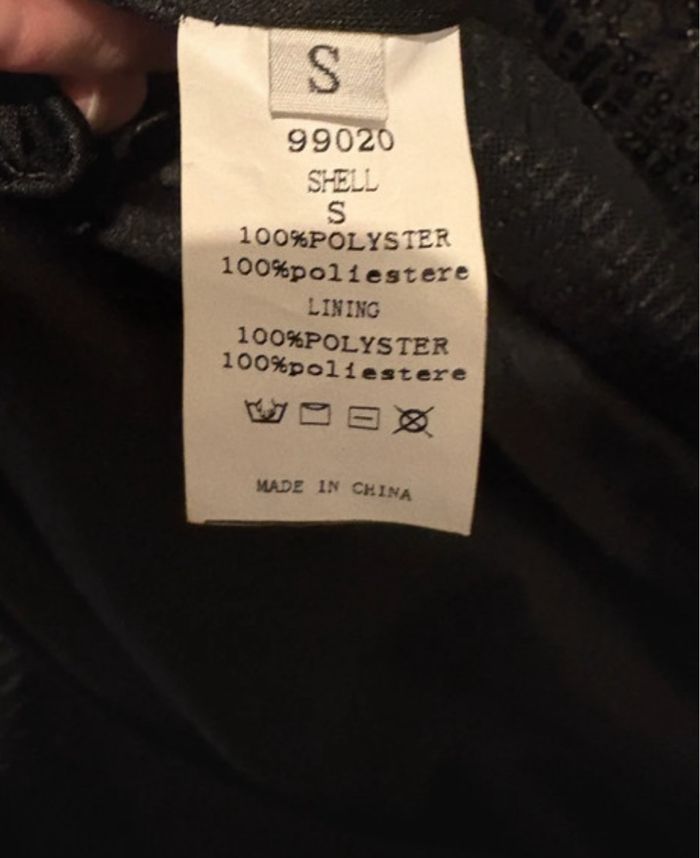 S
99020
SHELL
S
100%POLYSTER
100%poliestere
LINING
100%POLYSTER
100%poliestere
MADE IN CHINA